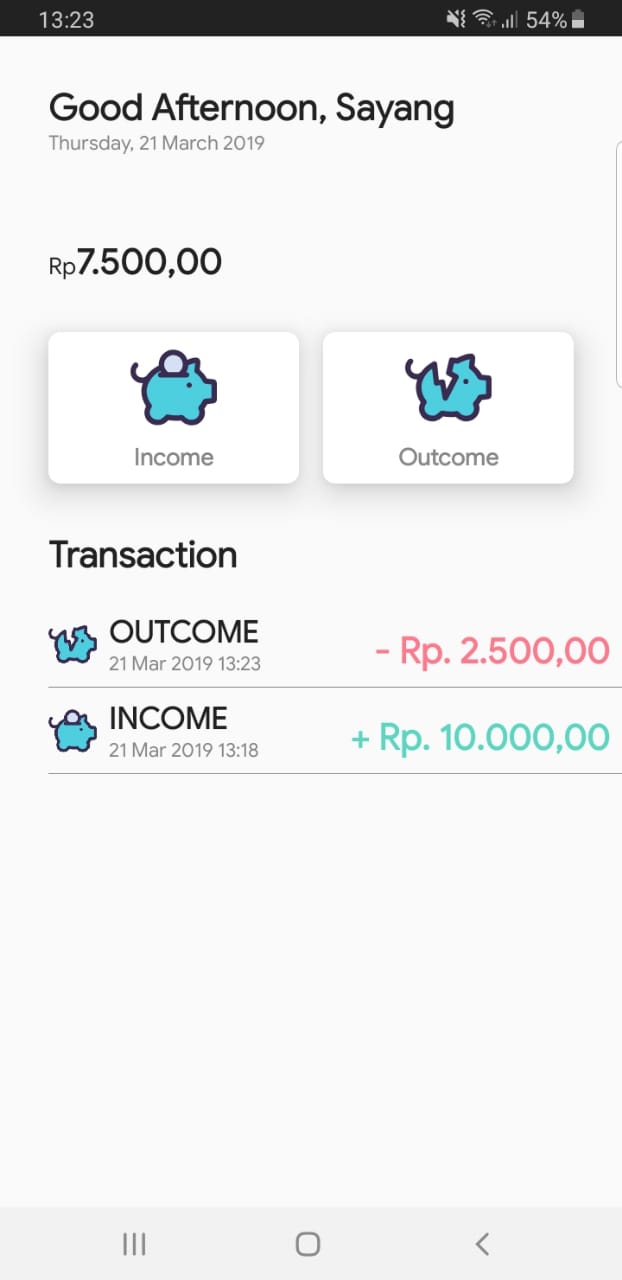 13:23 54%
Good Afternoon, Sayang
Thursday, 21 March 2019
Rp7.500,00
Income Outcome
Transaction
OUTCOME
21 Mar 2019 13:23
- Rp. 2.500,00
INCOME
21 Mar 2019 13:18
+ Rp. 10.000,00